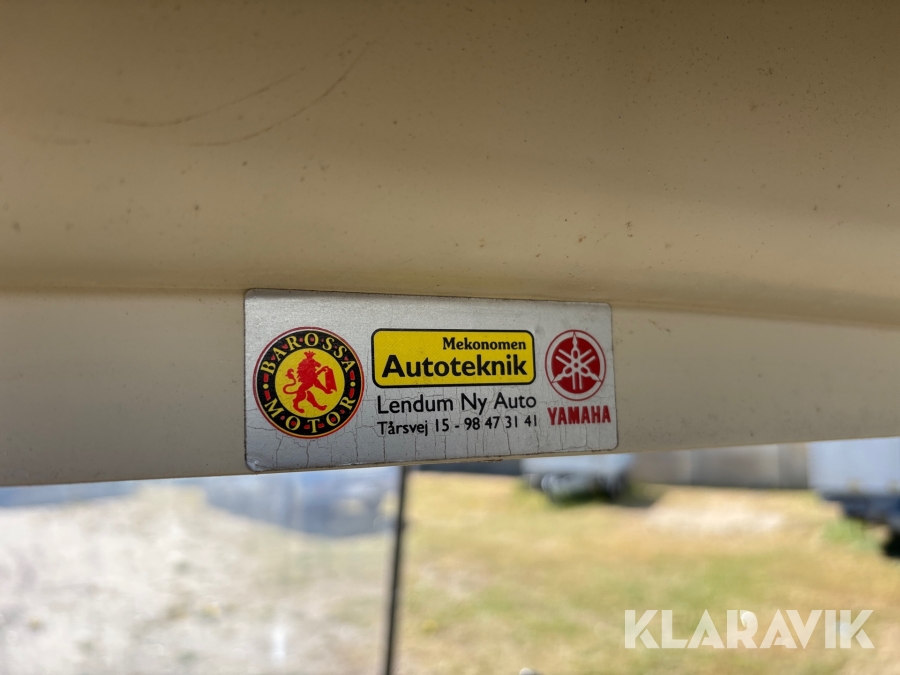 BAROSSA
MOTOR
Mekonomen
Autoteknik
Lendum Ny Auto
Tårsvej 15 - 98 47 31 41
YAMAHA
KLARAVIK